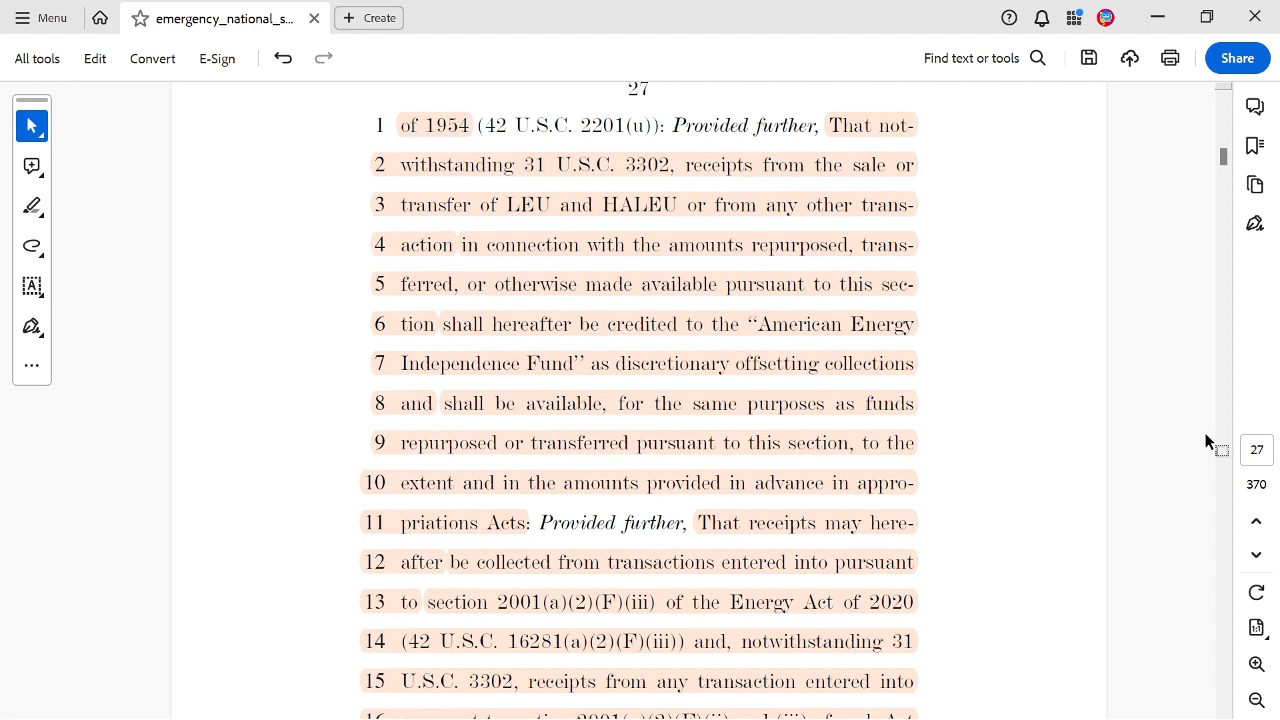 Menu
emergency_national_s...
Create
All tools
Edit
Convert
E-Sign
Find text or tools
Share
27
1 of 1954 (42 U.S.C. 2201(u)): Provided further, That not-
2 withstanding 31 U.S.C. 3302, receipts from the sale or
3 transfer of LEU and HALEU or from any other trans-
4 action in connection with the amounts repurposed, trans-
5 ferred, or otherwise made available pursuant to this sec-
6 tion shall hereafter be credited to the “American Energy
7 Independence Fund” as discretionary offsetting collections
8 and shall be available, for the same purposes as funds
9 repurposed or transferred pursuant to this section, to the
10 extent and in the amounts provided in advance in appro-
11 priations Acts: Provided further, That receipts may here-
12 after be collected from transactions entered into pursuant
13 to section 2001(a)(2)(F)(iii) of the Energy Act of 2020
14 (42 U.S.C. 16281(a)(2)(F)(iii)) and, notwithstanding 31
15 U.S.C. 3302, receipts from any transaction entered into
27
370